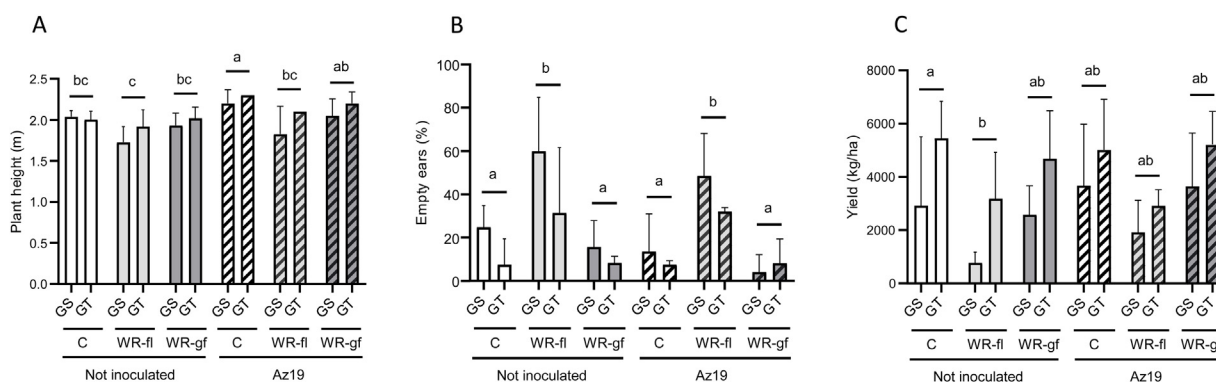 A
bc
c
bc
a
bc
ab
2.5
2.0
1.5
1.0
0.5
0.0
Plant height (m)
GS GT GS GT GS GT GS GT GS GT GS GT
C WR-fl WR-gf C WR-fl WR-gf
Not inoculated Az19
B
a
b
a
a
b
a
100
80
60
40
20
0
Empty ears (%)
GS GT GS GT GS GT GS GT GS GT GS GT
C WR-fl WR-gf C WR-fl WR-gf
Not inoculated Az19
C
a
b
ab
ab
ab
ab
8000
6000
4000
2000
0
Yield (kg/ha)
GS GT GS GT GS GT GS GT GS GT GS GT
C WR-fl WR-gf C WR-fl WR-g
Not inoculated Az19